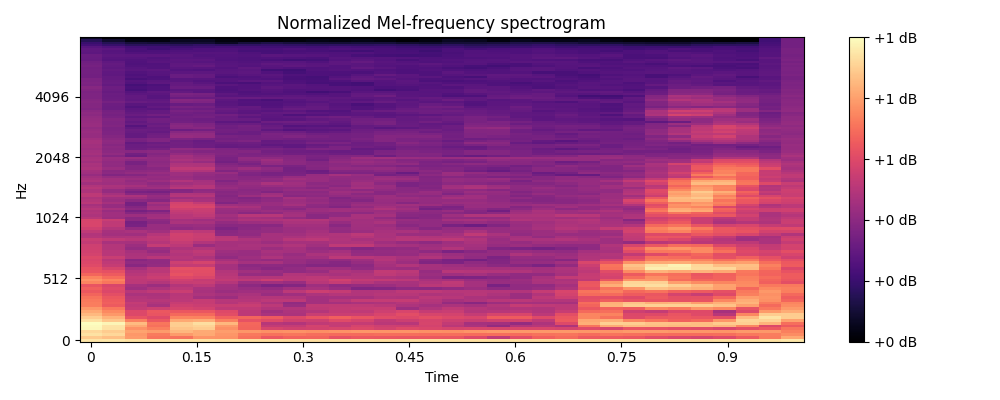 Normalized Mel-frequency spectrogram
Hz
4096
2048
1024
512
0
0 0.15 0.3 0.45 0.6 0.75 0.9
Time
+1 dB
+1 dB
+1 dB
+0 dB
+0 dB
+0 dB